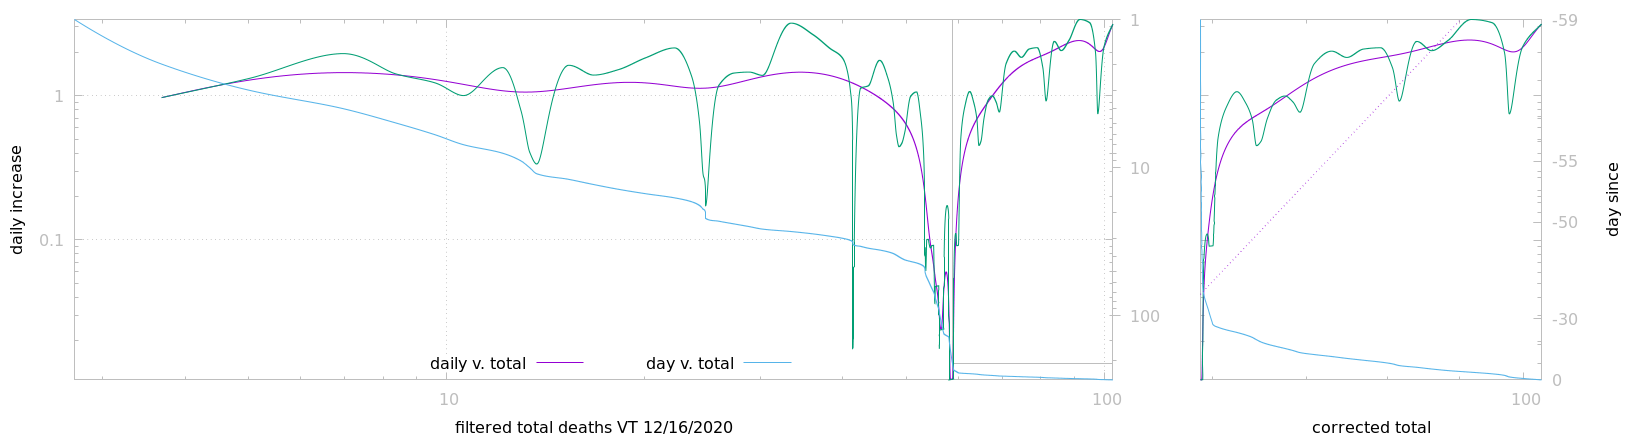 1
0.1
daily increase
daily v. total
day v. total
10
100
filtered total deaths VT 12/16/2020
1
10
100
-59
-55
-50
-30
0
day since
100
corrected total